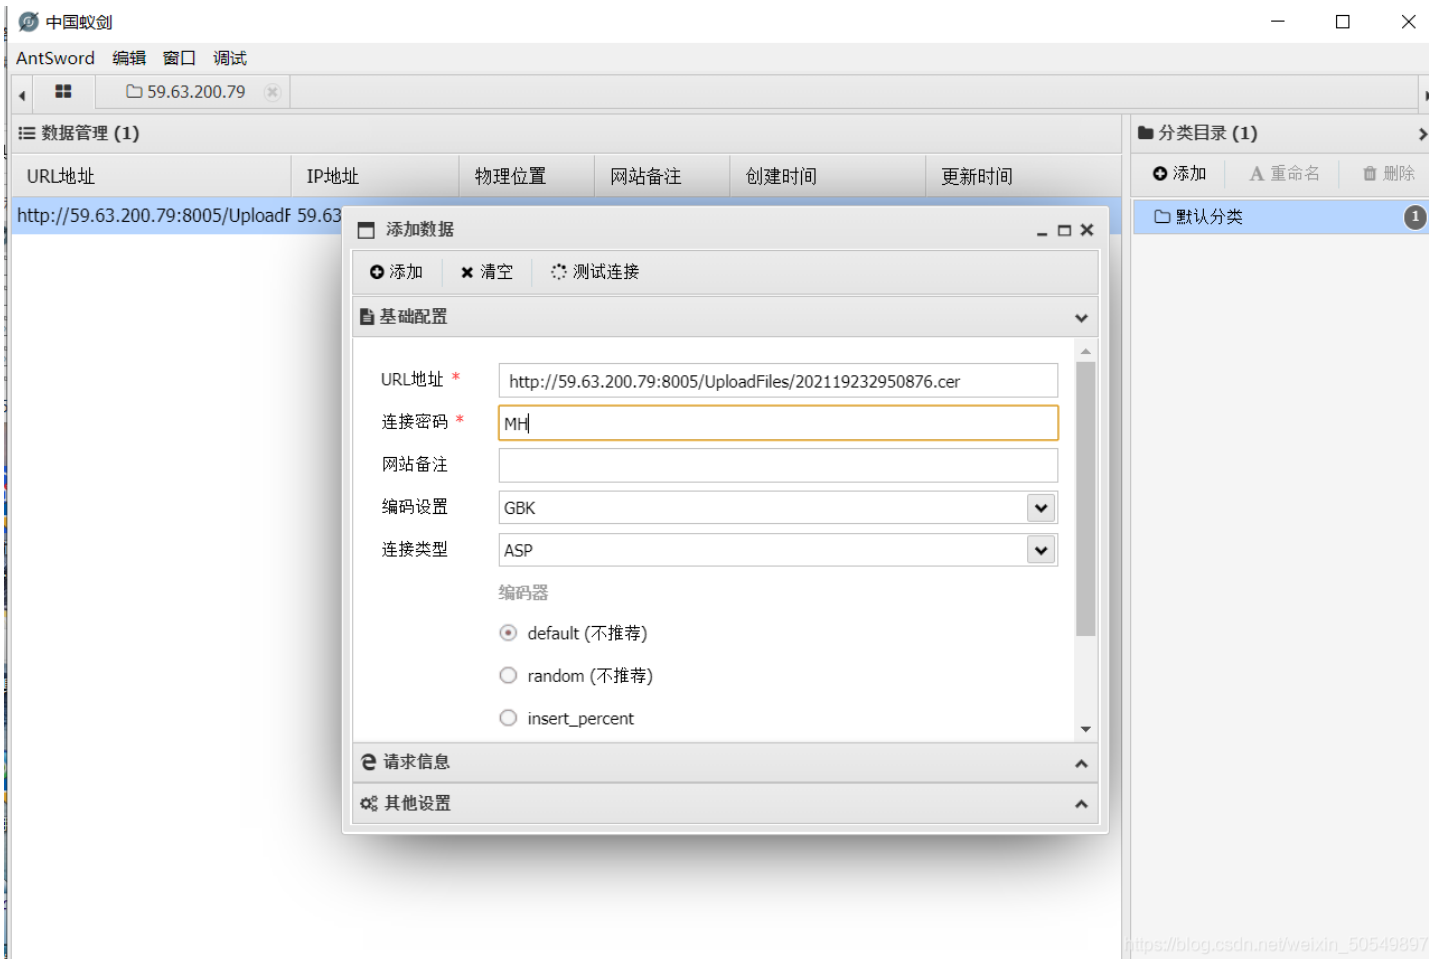 中国蚁剑
AntSword 编辑 窗口 调试
59.63.200.79
数据管理 (1)
分类目录 (1)
URL地址 IP地址 物理位置 网站备注 创建时间 更新时间
添加 重命名 删除
http://59.63.200.79:8005/UploadF 59.63
默认分类 1
添加数据
添加 清空 测试连接
基础配置
URL地址 * http://59.63.200.79:8005/UploadFiles/202119232950876.cer
连接密码 * MH
网站备注
编码设置 GBK
连接类型 ASP
编码器
default (不推荐)
random (不推荐)
insert_percent
请求信息
其他设置
https://blog.csdn.net/weixin_50549897